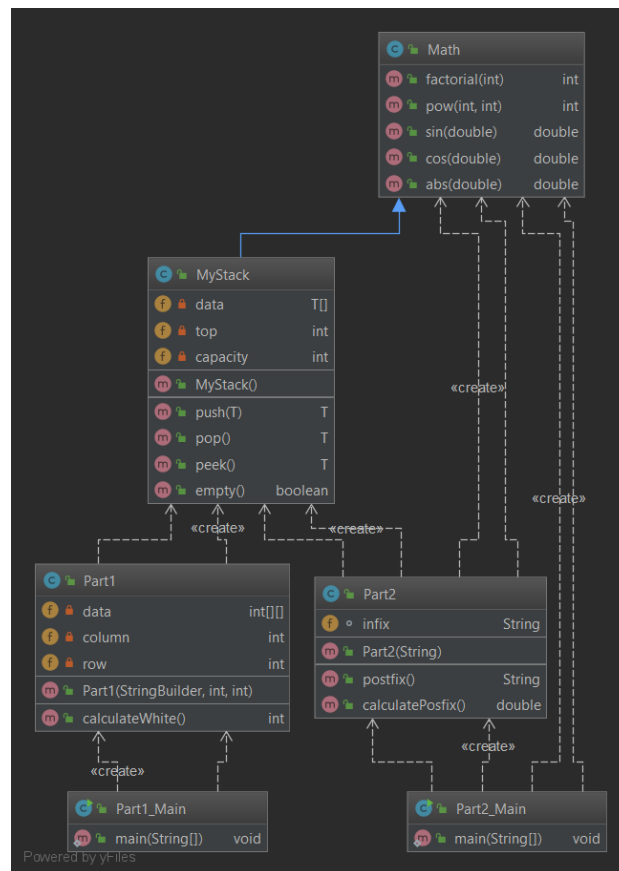 Math
factorial(int) int
pow(int, int) int
sin(double) double
cos(double) double
abs(double) double
MyStack
data T[]
top int
capacity int
MyStack()
push(T) T
pop() T
peek() T
empty() boolean
«create»
«create»
«create»
«create»
Part1
data int[][]
column int
row int
Part1(StringBuilder, int, int)
calculateWhite() int
Part2
infix String
Part2(String)
postfix() String
calculatePosfix() double
«create»
«create»
Part1_Main
main(String[]) void
Part2_Main
main(String[]) void
Powered by yFiles